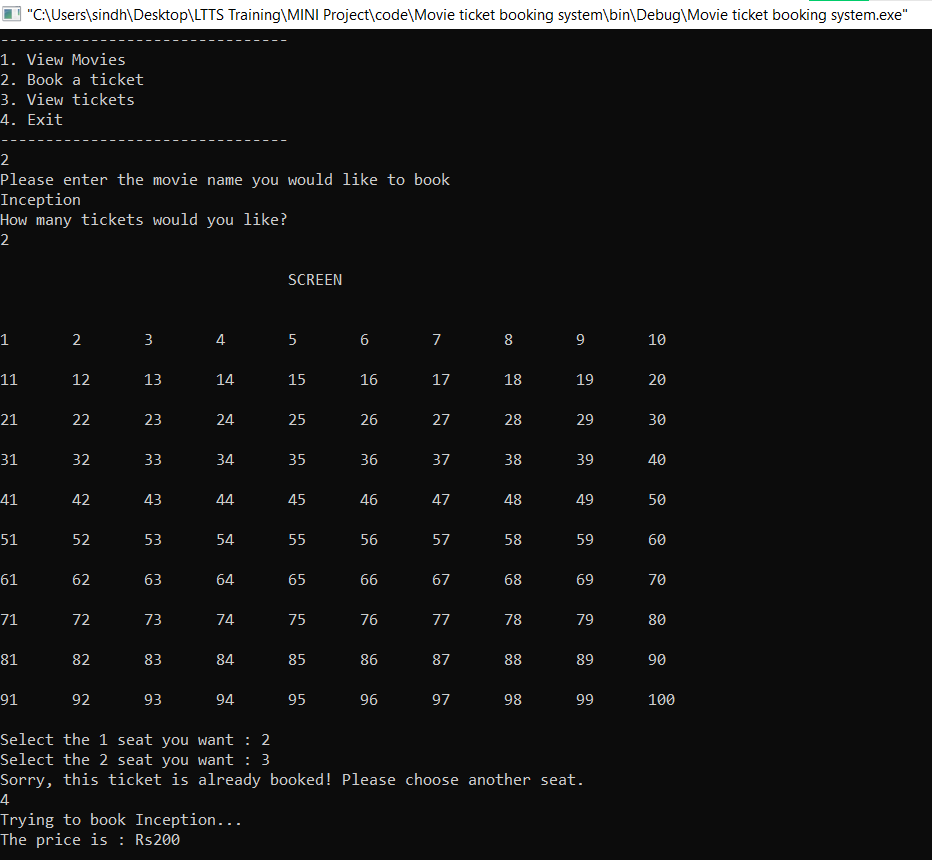 "C:\Users\sindh\Desktop\LTTS Training\MINI Project\code\Movie ticket booking system\bin\Debug\Movie ticket booking system.exe"
--------------------------------
1. View Movies
2. Book a ticket
3. View tickets
4. Exit
--------------------------------
2
Please enter the movie name you would like to book
Inception
How many tickets would you like?
2
SCREEN
1 2 3 4 5 6 7 8 9 10
11 12 13 14 15 16 17 18 19 20
21 22 23 24 25 26 27 28 29 30
31 32 33 34 35 36 37 38 39 40
41 42 43 44 45 46 47 48 49 50
51 52 53 54 55 56 57 58 59 60
61 62 63 64 65 66 67 68 69 70
71 72 73 74 75 76 77 78 79 80
81 82 83 84 85 86 87 88 89 90
91 92 93 94 95 96 97 98 99 100
Select the 1 seat you want : 2
Select the 2 seat you want : 3
Sorry, this ticket is already booked! Please choose another seat.
4
Trying to book Inception...
The price is : Rs200